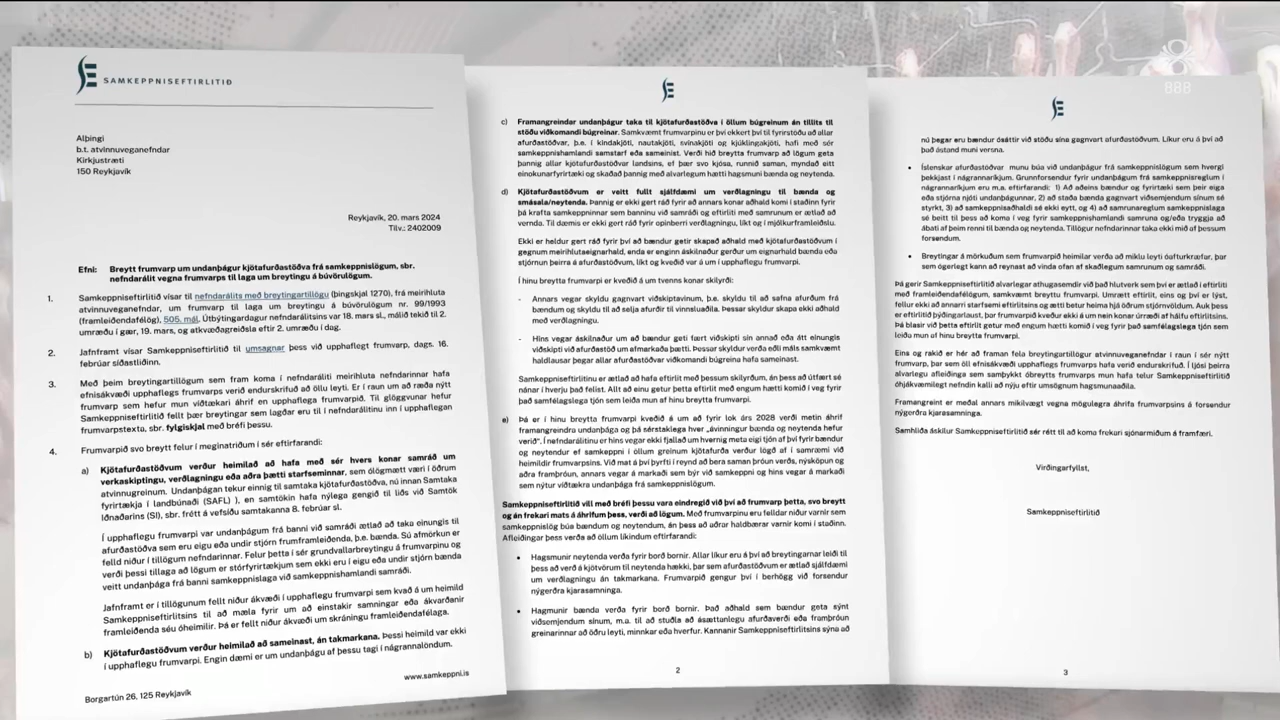 SAMKEPPNISEFTIRLITIÐ
Alþingi
b.t. atvinnuveganefndar
Kirkjustræti
150 Reykjavík
Reykjavík, 20. mars 2024
Tilv.: 2402009
Efni: Breytt frumvarp um undanþágur kjötafurðastöðva frá samkeppnislögum, sbr.
nefndarálit vegna frumvarps til laga um breytingu á búvörulögum.
1. Samkeppniseftirlitið vísar til nefndarálits með breytingartillögu (þingskjal 1270), frá meirihluta
atvinnuveganefndar, um frumvarp til laga um breytingu á búvörulögum nr. 99/1993
(framleiðendafélög), 505. mál. Útbýtingardagur nefndarálitsins var 18. mars sl., málið tekið til 2.
umræðu í gær, 19. mars, og atkvæðagreiðsla eftir 2. umræðu í dag.
2. Jafnframt vísar Samkeppniseftirlitið til umsagnar þess við upphaflegt frumvarp, dags. 16.
febrúar síðastliðinn.
3. Með þeim breytingartillögum sem fram koma í nefndaráliti meirihluta nefndarinnar hafa
efnisákvæði upphaflegs frumvarps verið endurskrifuð að öllu leyti. Er í raun um að ræða nýtt
frumvarp sem hefur mun víðtækari áhrif en upphaflega frumvarpið. Til glöggvunar hefur
Samkeppniseftirlitið fellt þær breytingar sem lagðar eru til í nefndarálitinu inn í upphaflegan
frumvarpstexta, sbr. fylgiskjal með bréfi þessu.
4. Frumvarpið svo breytt felur í meginatriðum í sér eftirfarandi:
a) Kjötafurðastöðvum verður heimilað að hafa með sér hvers konar samráð um
verkaskiptingu, verðlagningu eða aðra þætti starfseminnar, sem ólögmætt væri í öðrum
atvinnugreinum. Undanþágan tekur einnig til samtaka kjötafurðastöðva, nú innan Samtaka
fyrirtækja í landbúnaði (SAFL) ), en samtökin hafa nýlega gengið til liðs við Samtök
iðnaðarins (SI), sbr. frétt á vefsíðu samtakanna 8. febrúar sl.
Í upphaflegu frumvarpi var undanþágum frá banni við samráði ætlað að taka einungis til
afurðastöðva sem eru eigu eða undir stjórn frumframleiðenda, þ.e. bænda. Sú afmörkun er
felld niður í tillögum nefndarinnar. Felur þetta í sér grundvallarbreytingu á frumvarpinu og
verði þessi tillaga að lögum er stórfyrirtækjum sem ekki eru í eigu eða undir stjórn bænda
veitt undanþága frá banni samkeppnislaga við samkeppnishamlandi samráði.
Jafnframt er í tillögunum fellt niður ákvæði í upphaflegu frumvarpi sem kvað á um heimild
Samkeppniseftirlitsins til að mæla fyrir um að einstakir samningar eða ákvarðanir
framleiðenda séu óheimilir. Þá er fellt niður ákvæði um skráningu framleiðendafélaga.
b) Kjötafurðastöðvum verður heimilað að sameinast, án takmarkana. Þessi heimild var ekki
í upphaflegu frumvarpi. Engin dæmi er um undanþágu af þessu tagi í nágrannalöndum.
www.samkeppni.is
Borgartún 26, 125 Reykjavík
c) Framangreindar undanþágur taka til kjötafurðastöðva í öllum búgreinum án tillits til
stöðu viðkomandi búgreinar. Samkvæmt frumvarpinu er því ekkert því til fyrirstöðu að allar
afurðastöðvar, þ.e. í kindakjöti, nautakjöti, svínakjöti og kjúklingakjöti, hafi með sér
samkeppnishamlandi samstarf eða sameinist. Verði hið breytta frumvarp að lögum geta
þannig allar kjötafurðastöðvar landsins, ef þær svo kjósa, runnið saman, myndað eitt
einokunarfyrirtæki og skaðað þannig með alvarlegum hætti hagsmuni bænda og neytenda.
d) Kjötafurðastöðvum er veitt fullt sjálfdæmi um verðlagningu til bænda og
smásala/neytenda. Þannig er ekki gert ráð fyrir að annars konar aðhald komi í staðinn fyrir
þá krafta samkeppninnar sem banninu við samráði og eftirliti með samrunum er ætlað að
vernda. Til dæmis er ekki gert ráð fyrir opinberri verðlagningu, líkt og í mjólkurframleiðslu.
Ekki er heldur gert ráð fyrir því að bændur getir skapað aðhald með kjötafurðastöðvum í
gegnum meirihlutaeignarhald, enda er enginn áskilnaður gerður um eignarhald bænda eða
stjórnun þeirra á afurðastöðvum, líkt og kveðið var á um í upphaflegu frumvarpi.
Í hinu breytta frumvarpi er kveðið á um tvenns konar skilyrði:
- Annars vegar skyldu gagnvart viðskiptavinum, þ.e. skyldu til að safna afurðum frá
bændum og skyldu til að selja afurðir til vinnsluaðila. Þessar skyldur skapa ekki aðhald
með verðlagningu.
- Hins vegar áskilnaður um að bændur geti fært viðskipti sín annað eða átt einungis
viðskipti við afurðastöð um afmarkaða þætti. Þessar skyldur verða eðli máls samkvæmt
haldlausar þegar allar afurðastöðvar viðkomandi búgreina hafa sameinast.
Samkeppniseftirlitinu er ætlað að hafa eftirlit með þessum skilyrðum, án þess að útfært sé
nánar í hverju það felist. Allt að einu getur þetta eftirlit með engum hætti komið í veg fyrir
það samfélagslega tjón sem leiða mun af hinu breytta frumvarpi.
e) Þá er í hinu breytta frumvarpi kveðið á um að fyrir lok árs 2028 verði metin áhrif
framangreindra undanþága og þá sérstaklega hver „ávinningur bænda og neytenda hefur
verið“. Í nefndarálitinu er hins vegar ekki fjallað um hvernig meta eigi tjón af því fyrir bændur
og neytendur ef samkeppni í öllum greinum kjötafurða verður lögð af í samræmi við
heimildir frumvarpsins. Við mat á því þyrfti í reynd að bera saman þróun verðs, nýsköpun og
aðra framþróun, annars vegar á markaði sem býr við samkeppni og hins vegar á markaði
sem nýtur víðtækra undanþága frá samkeppnislögum.
Samkeppniseftirlitið vill með bréfi þessu vara eindregið við því að frumvarp þetta, svo breytt
og án frekari mats á áhrifum þess, verði að lögum. Með frumvarpinu eru felldar niður varnir sem
samkeppnislög búa bændum og neytendum, án þess að aðrar haldbærar varnir komi í staðinn.
Afleiðingar þess verða að öllum líkindum eftirfarandi:
• Hagsmunir neytenda verða fyrir borð bornir. Allar líkur eru á því að breytingarnar leiði til
þess að verð á kjötvörum til neytenda hækki, þar sem afurðastöðvum er ætlað sjálfdæmi
um verðlagningu án takmarkana. Frumvarpið gengur því í berhögg við forsendur
nýgerðra kjarasamninga.
• Hagmunir bænda verða fyrir borð bornir. Það aðhald sem bændur geta sýnt
viðsemjendum sínum, m.a. til að stuðla að ásættanlegu afurðaverði eða framþróun
greinarinnar að öðru leyti, minnkar eða hverfur. Kannanir Samkeppniseftirlitsins sýna að
2
nú þegar eru bændur ósáttir við stöðu sína gagnvart afurðastöðvum. Líkur eru á því að
það ástand muni versna.
• Íslenskar afurðastöðvar munu búa við undanþágur frá samkeppnislögum sem hvergi
þekkjast í nágrannaríkjum. Grunnforsendur fyrir undanþágum frá samkeppnisreglum í
nágrannaríkjum eru m.a. eftirfarandi: 1) Að aðeins bændur og fyrirtæki sem þeir eiga
eða stjórna njóti undanþágunnar, 2) að staða bænda gagnvart viðsemjendum sínum sé
styrkt, 3) að samkeppnisaðhaldi sé ekki eytt, og 4) að samrunareglum samkeppnislaga
sé beitt til þess að koma í veg fyrir samkeppnishamlandi samruna og/eða tryggja að
ábati af þeim renni til bænda og neytenda. Tillögur nefndarinnar taka ekki mið af þessum
forsendum.
• Breytingar á mörkuðum sem frumvarpið heimilar verða að miklu leyti óafturkræfar, þar
sem ógerlegt kann að reynast að vinda ofan af skaðlegum samrunum og samráði.
Þá gerir Samkeppniseftirlitið alvarlegar athugasemdir við það hlutverk sem því er ætlað í eftirliti
með framleiðendafélögum, samkvæmt breyttu frumvarpi. Umrætt eftirlit, eins og því er lýst,
fellur ekki að annarri starfsemi eftirlitsins og ætti betur heima hjá öðrum stjórnvöldum. Auk þess
er eftirlitið þýðingarlaust, þar sem frumvarpið kveður ekki á um nein konar úrræði af hálfu eftirlitsins.
Þá blasir við þetta eftirlit getur með engum hætti komið í veg fyrir það samfélagslega tjón sem
leiðu mun af þessu frumvarpi.
Eins og rakið er hér að framan fela breytingartillögur atvinnuveganefndar í raun í sér nýtt
frumvarp, þar sem öll efnisákvæði upphaflegs frumvarps hafa verið endurskrifuð. Í ljósi þeirra
alvarlegu afleiðinga sem samþykkt óbreytts frumvarps mun hafa telur Samkeppniseftirlitið
óhjákvæmilegt nefndin kalli að nýju eftir umsögnum hagsmunaaðila.
Framangreint er meðal annars mikilvægt vegna mögulegra áhrifa frumvarpsins á forsendur
nýgerðra kjarasamninga.
Samhliða áskilur Samkeppniseftirlitið sér rétt til að koma frekari sjónarmiðum á framfæri.
Virðingarfyllst,
Samkeppniseftirlitið
3
888